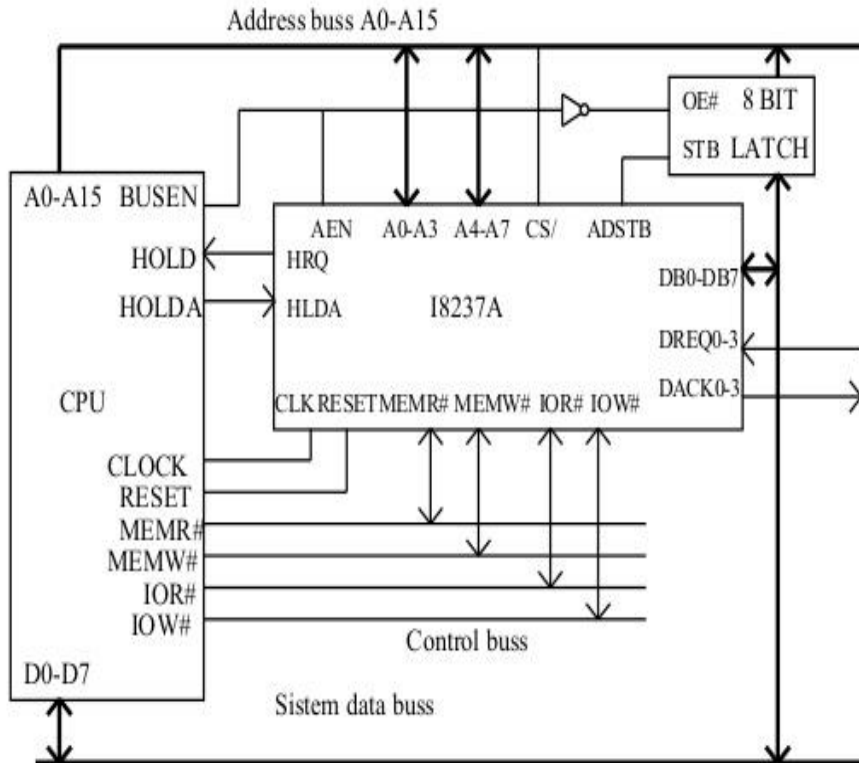 Address buss A0-A15
OE# 8 BIT
STB LATCH
A0-A15 BUSEN
AEN A0-A3 A4-A7 CS/ ADSTB
HOLD
HRQ
DB0-DB7
HOLDA
HLDA
I8237A
DREQ0-3
DACK0-3
CPU
CLK RESET MEMR# MEMW# IOR# IOW#
CLOCK
RESET
MEMR#
MEMW#
IOR#
IOW#
Control buss
D0-D7
Sistem data buss